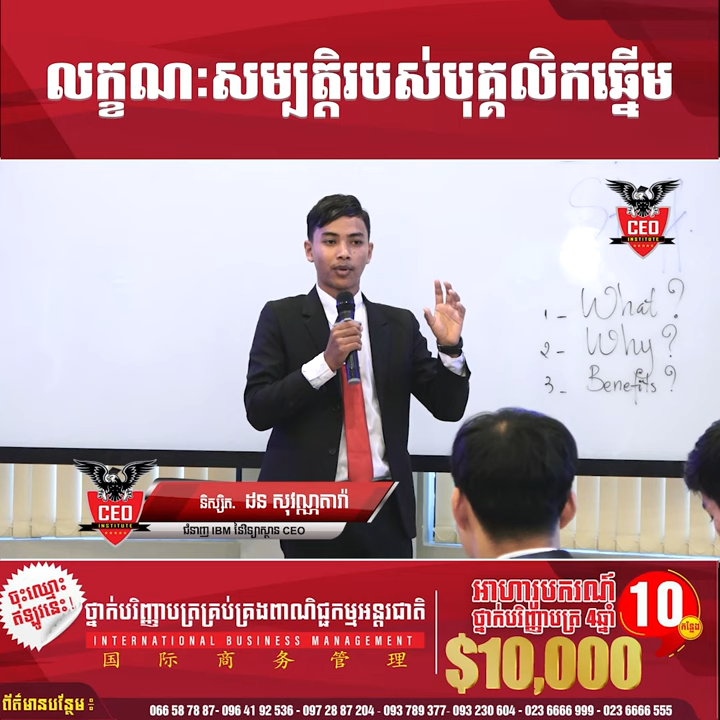 លក្ខណៈសម្បត្តិរបស់បុគ្គលិកឆ្នើម
CEO
INSTITUTE
1 - What?
2 - Why?
3 - Benefits?
CEO
INSTITUTE
និស្សិត. ដន សុវណ្ណតារ៉ា
ជំនាញ IBM នៃវិទ្យាស្ថាន CEO
ចុះឈ្មោះ
ឥឡូវនេះ!
ថ្នាក់បរិញ្ញាបត្រគ្រប់គ្រងពាណិជ្ជកម្មអន្តរជាតិ
INTERNATIONAL BUSINESS MANAGEMENT
国际商务管理
អាហារូបករណ៍
ថ្នាក់បរិញ្ញាបត្រ 4ឆ្នាំ
$10,000
10
កន្លែង
ព័ត៌មានបន្ថែម ៖
066 58 78 87- 096 41 92 536 - 097 28 87 204 - 093 789 377- 093 230 604 - 023 6666 999 - 023 6666 555